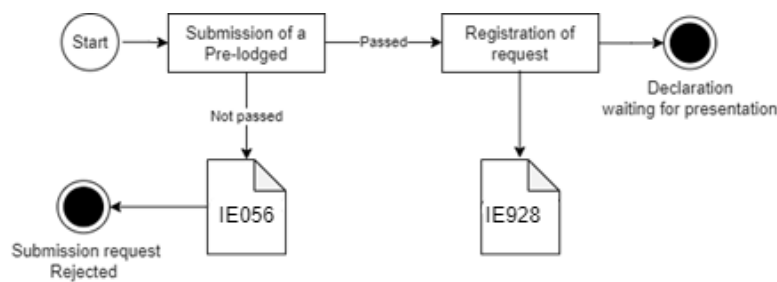 Start
Submission of a
Pre-lodged
Passed
Registration of
request
Declaration
waiting for presentation
Not passed
IE056
IE928
Submission request
Rejected